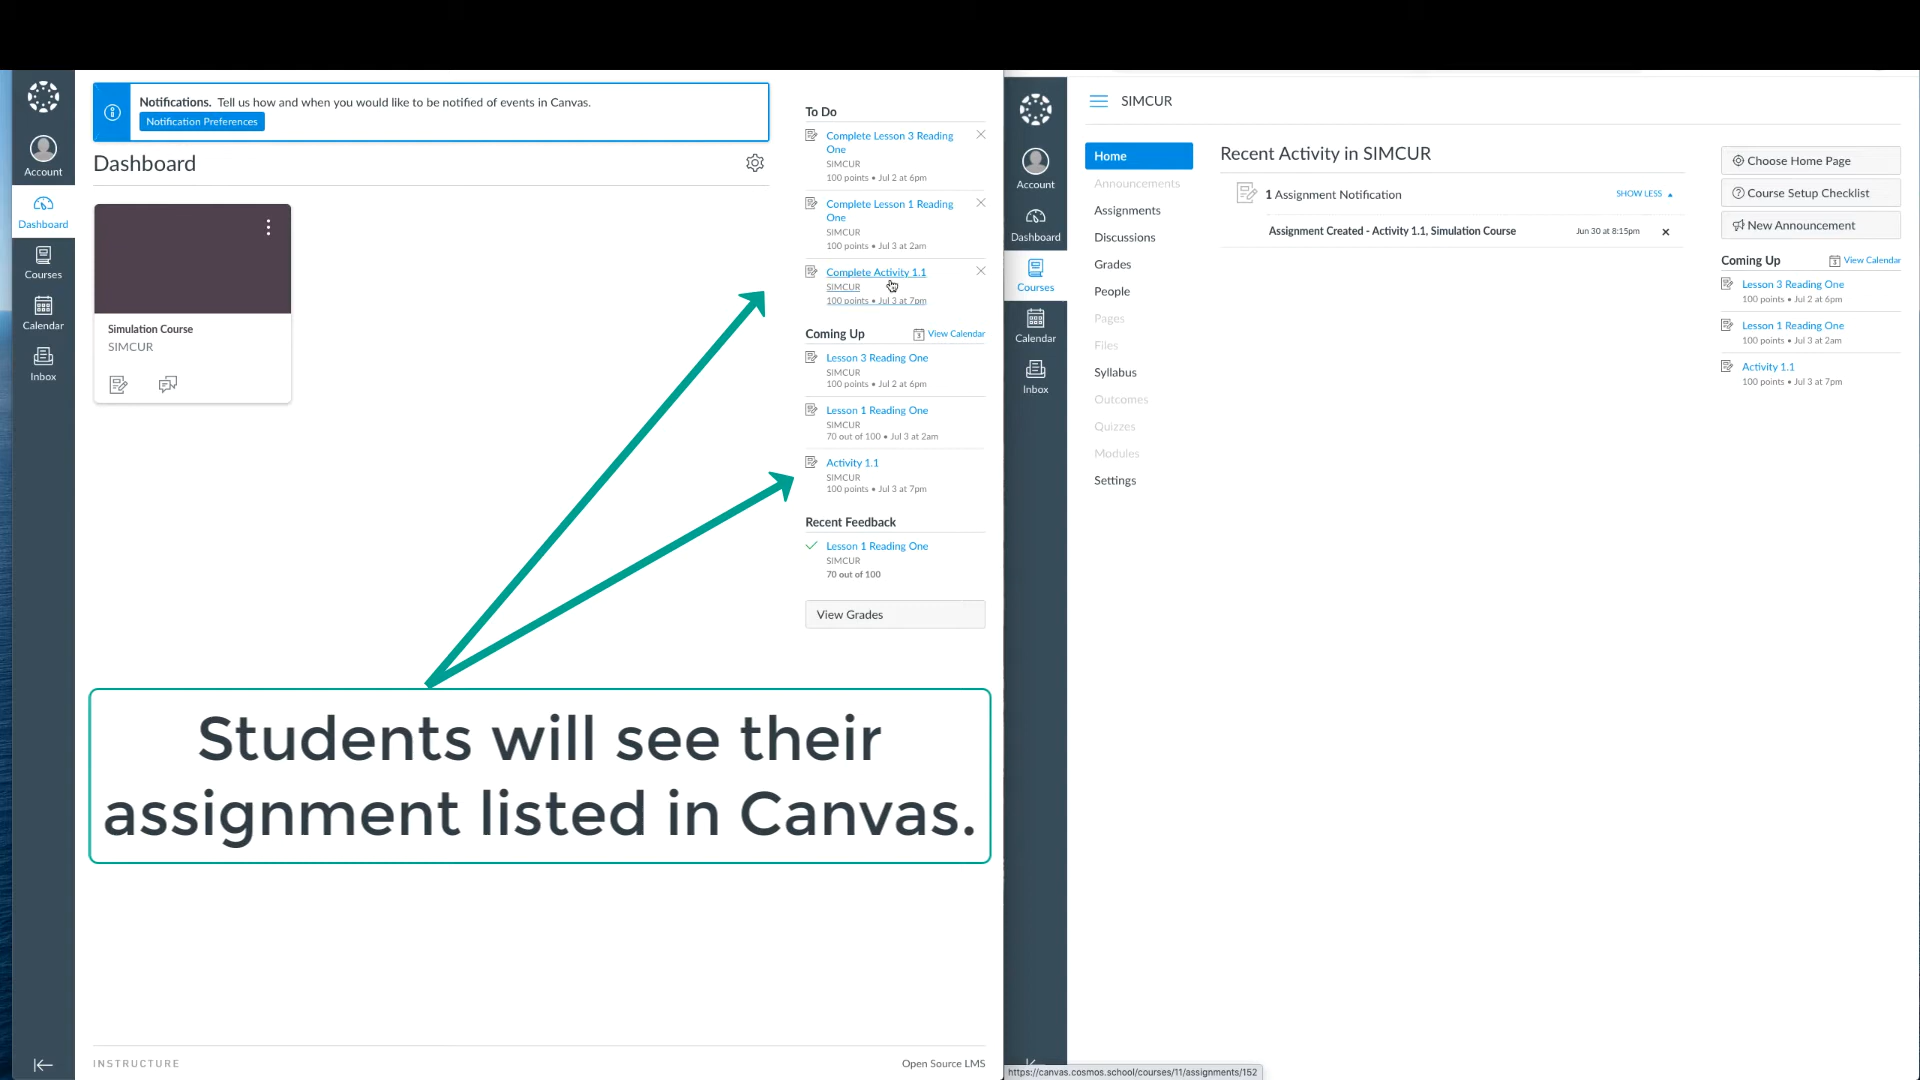 Account
Dashboard
Courses
Calendar
Inbox
Notifications. Tell us how and when you would like to be notified of events in Canvas.
Notification Preferences
Dashboard
Simulation Course
SIMCUR
To Do
Complete Lesson 3 Reading
One
SIMCUR
100 points • Jul 2 at 6pm
Complete Lesson 1 Reading
One
SIMCUR
100 points • Jul 3 at 2am
Complete Activity 1.1
SIMCUR
100 points • Jul 3 at 7pm
Coming Up
View Calendar
Lesson 3 Reading One
SIMCUR
100 points • Jul 2 at 6pm
Lesson 1 Reading One
SIMCUR
70 out of 100 • Jul 3 at 2am
Activity 1.1
SIMCUR
100 points • Jul 3 at 7pm
Recent Feedback
Lesson 1 Reading One
SIMCUR
70 out of 100
View Grades
Students will see their
assignment listed in Canvas.
INSTRUCTURE
Open Source LMS
Account
Dashboard
Courses
Calendar
Inbox
SIMCUR
Home
Announcements
Assignments
Discussions
Grades
People
Pages
Files
Syllabus
Outcomes
Quizzes
Modules
Settings
Recent Activity in SIMCUR
1 Assignment Notification
SHOW LESS
Assignment Created - Activity 1.1, Simulation Course
Jun 30 at 8:15pm
Choose Home Page
Course Setup Checklist
New Announcement
Coming Up
View Calendar
Lesson 3 Reading One
100 points • Jul 2 at 6pm
Lesson 1 Reading One
100 points • Jul 3 at 2am
Activity 1.1
100 points • Jul 3 at 7pm
https://canvas.cosmos.school/courses/11/assignments/152